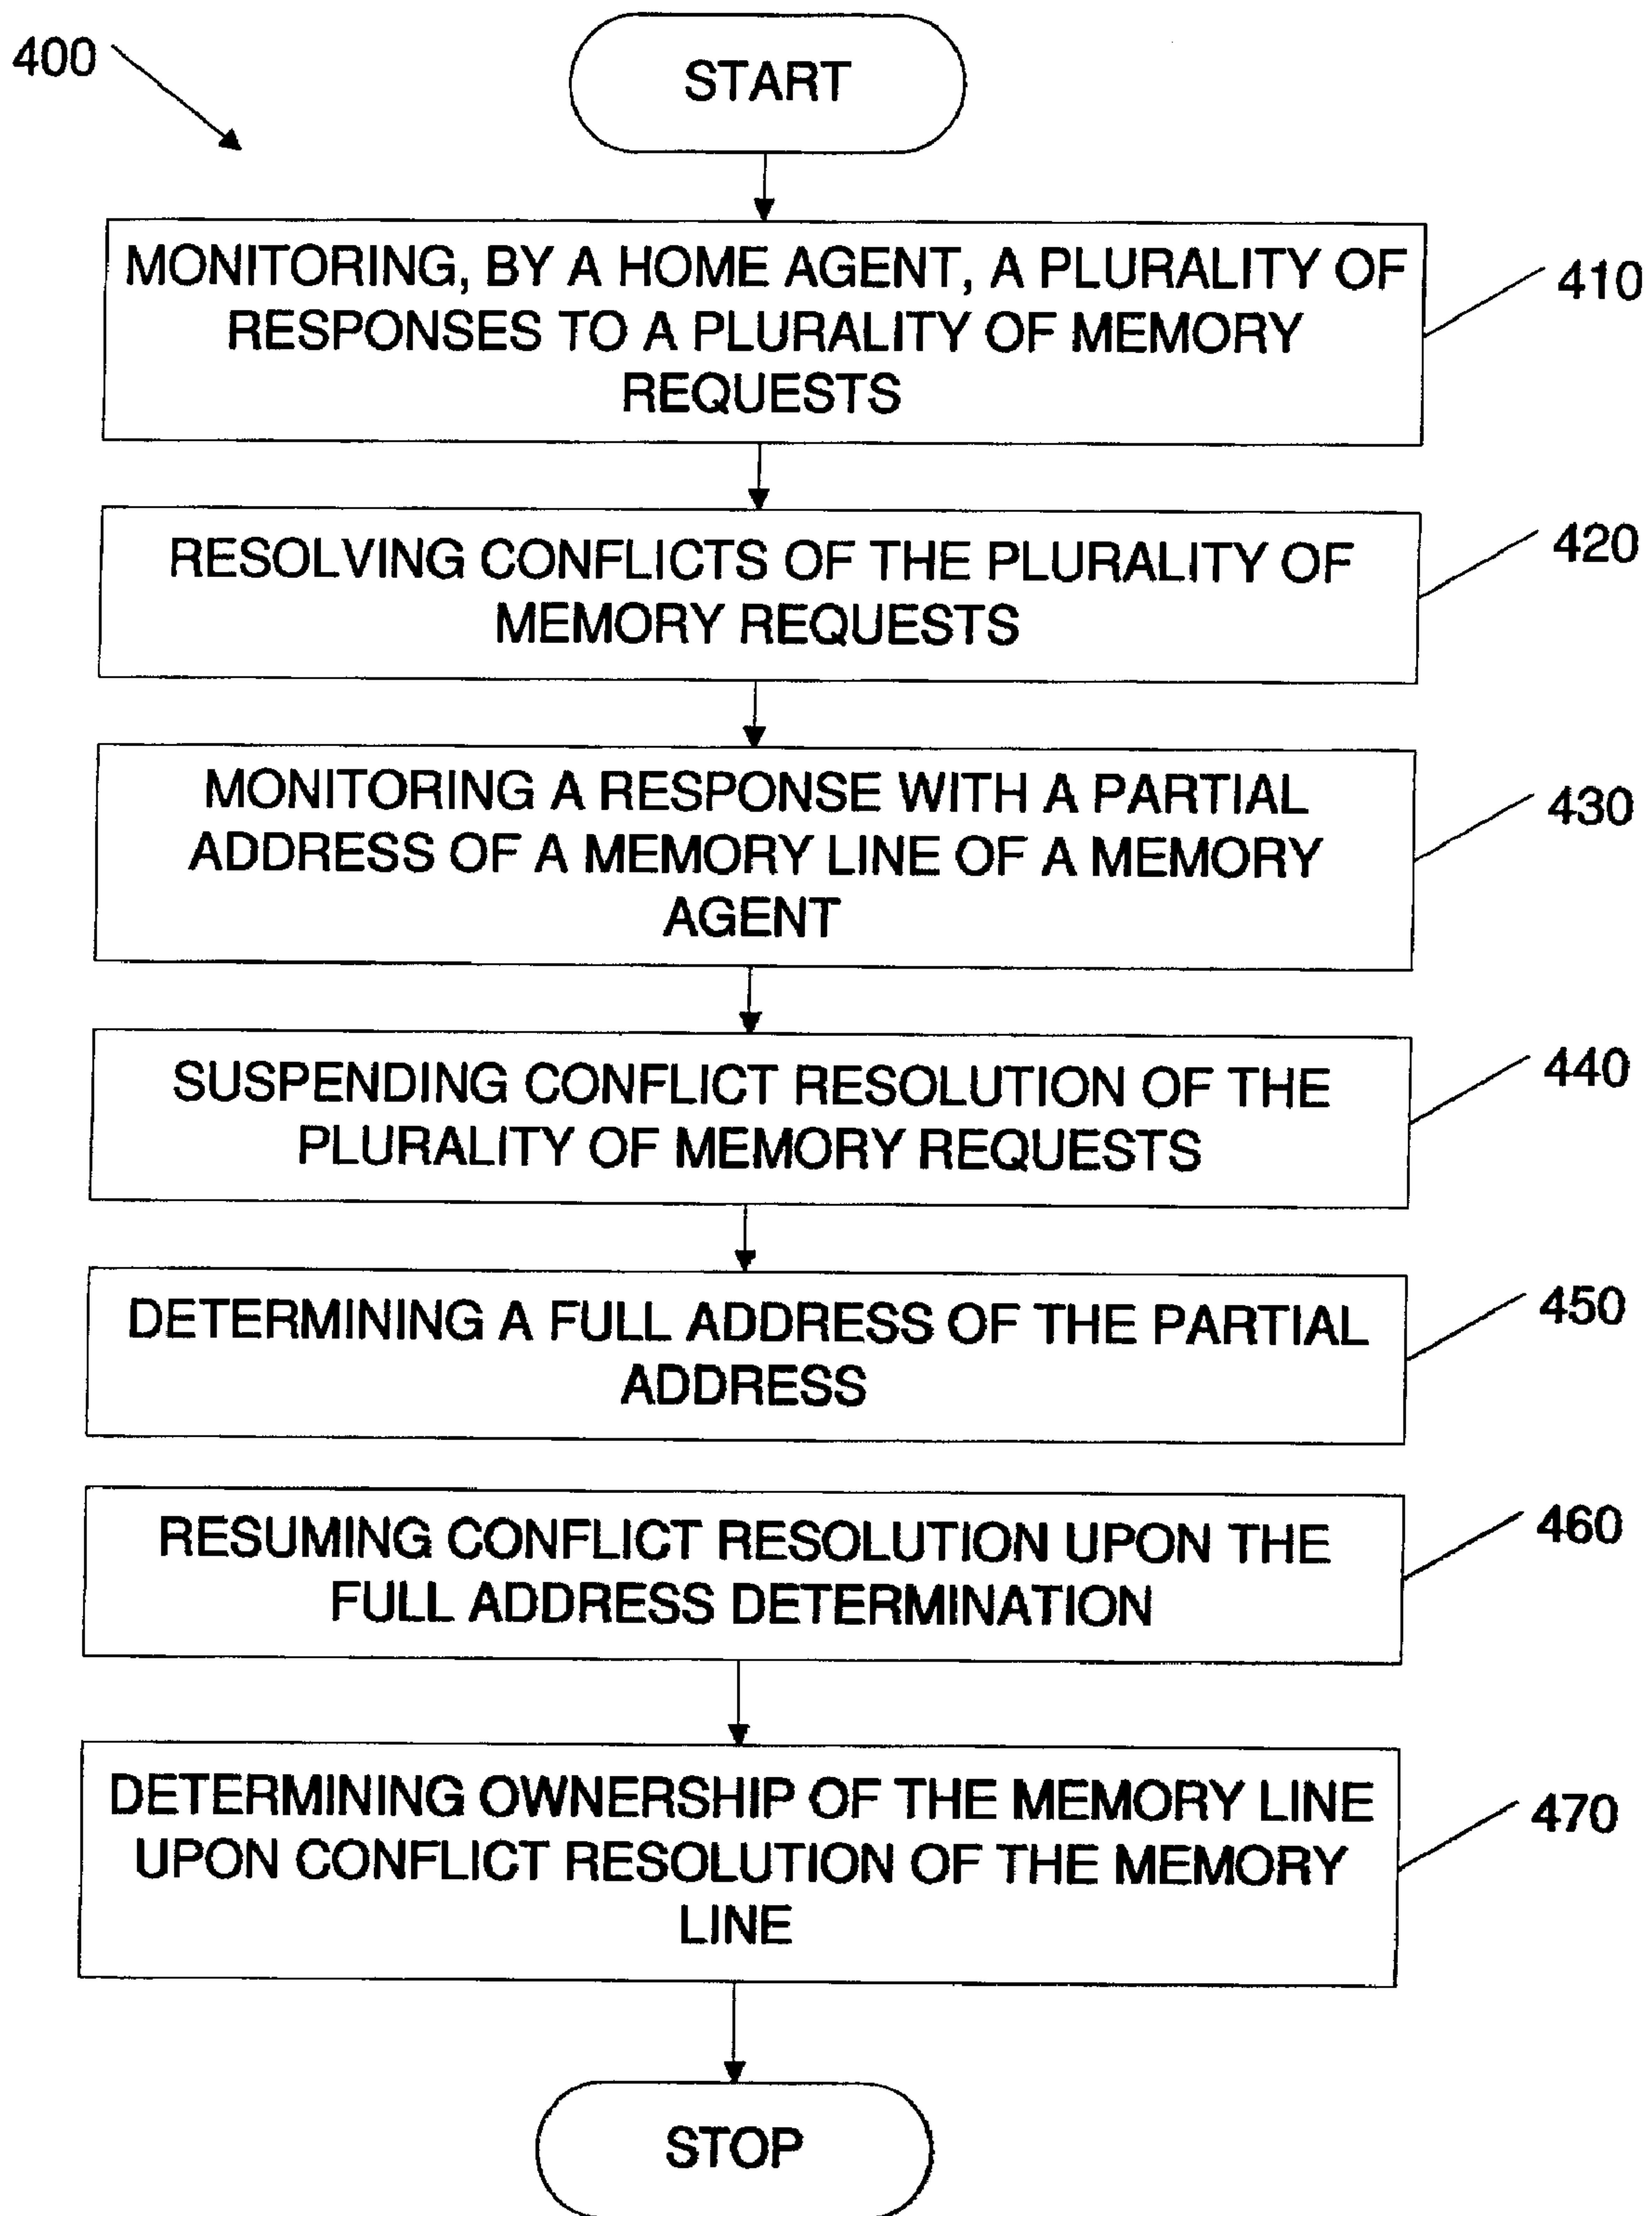 400
START
MONITORING, BY A HOME AGENT, A PLURALITY OF
RESPONSES TO A PLURALITY OF MEMORY
REQUESTS
410
RESOLVING CONFLICTS OF THE PLURALITY OF
MEMORY REQUESTS
420
MONITORING A RESPONSE WITH A PARTIAL
ADDRESS OF A MEMORY LINE OF A MEMORY
AGENT
430
SUSPENDING CONFLICT RESOLUTION OF THE
PLURALITY OF MEMORY REQUESTS
440
DETERMINING A FULL ADDRESS OF THE PARTIAL
ADDRESS
450
RESUMING CONFLICT RESOLUTION UPON THE
FULL ADDRESS DETERMINATION
460
DETERMINING OWNERSHIP OF THE MEMORY LINE
UPON CONFLICT RESOLUTION OF THE MEMORY
LINE
470
STOP